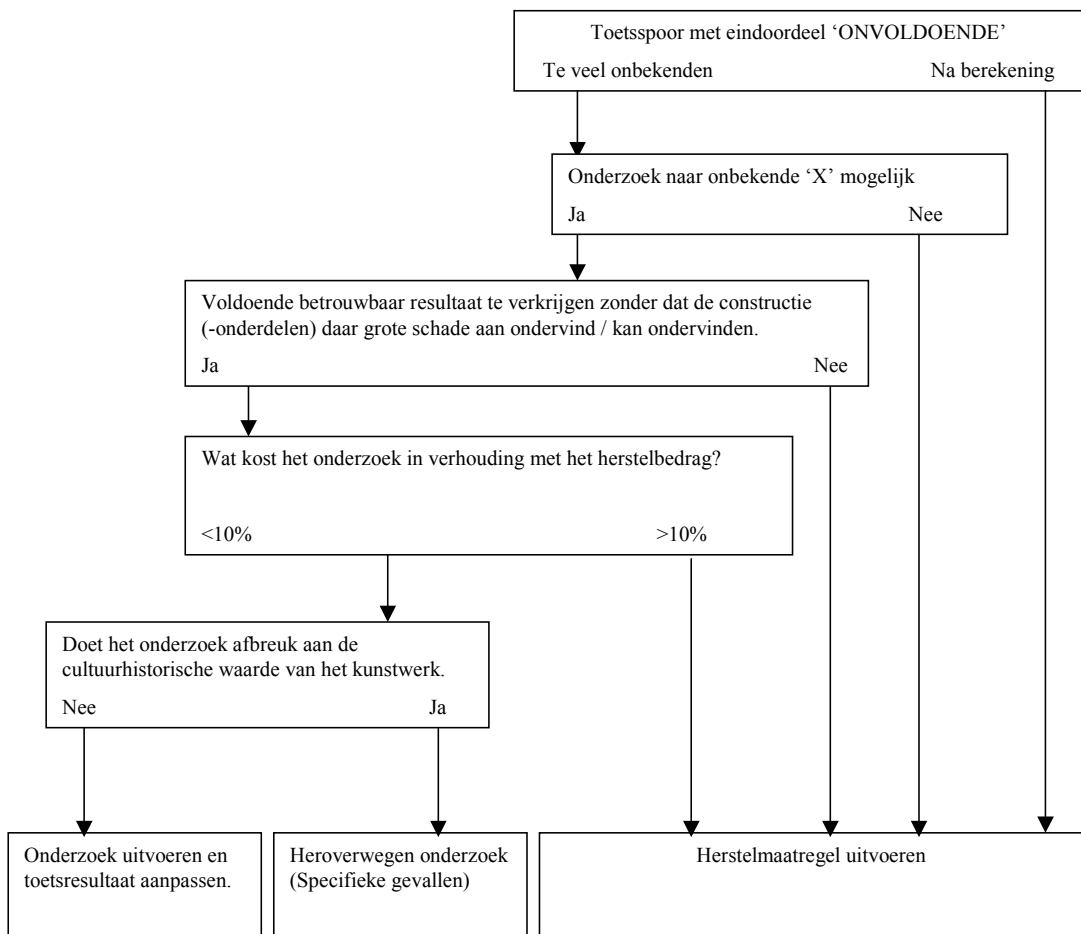 Toetsspoor met eindoordeel ‘ONVOLDOENDE’
Te veel onbekenden Na berekening
Onderzoek naar onbekende ‘X’ mogelijk
Ja Nee
Voldoende betrouwbaar resultaat te verkrijgen zonder dat de constructie
(-onderdelen) daar grote schade aan ondervind / kan ondervinden.
Ja Nee
Wat kost het onderzoek in verhouding met het herstelbedrag?
<10% >10%
Doet het onderzoek afbreuk aan de
cultuurhistorische waarde van het kunstwerk.
Nee Ja
Onderzoek uitvoeren en
toetsresultaat aanpassen.
Heroverwegen onderzoek
(Specifieke gevallen)
Herstelmaatregel uitvoeren